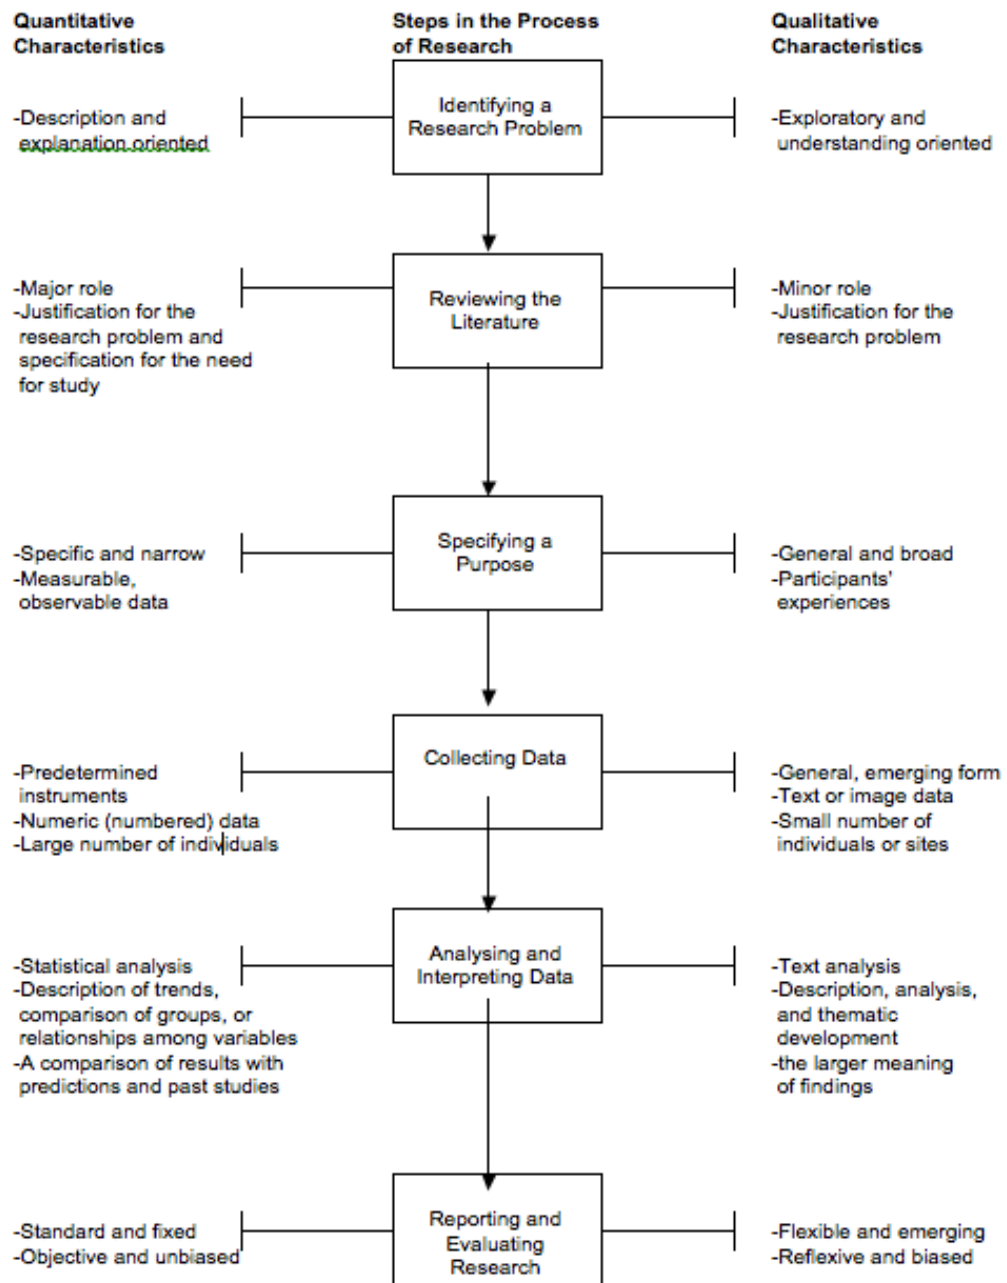 Quantitative
Characteristics
Steps in the Process
of Research
Qualitative
Characteristics
-Description and
explanation oriented
Identifying a
Research Problem
-Exploratory and
understanding oriented
-Major role
-Justification for the
research problem and
specification for the need
for study
Reviewing the
Literature
-Minor role
-Justification for the
research problem
-Specific and narrow
-Measurable,
observable data
Specifying a
Purpose
-General and broad
-Participants'
experiences
-Predetermined
instruments
-Numeric (numbered) data
-Large number of individuals
Collecting Data
-General, emerging form
-Text or image data
-Small number of
individuals or sites
-Statistical analysis
-Description of trends,
comparison of groups, or
relationships among variables
-A comparison of results with
predictions and past studies
Analysing and
Interpreting Data
-Text analysis
-Description, analysis,
and thematic
development
-the larger meaning
of findings
-Standard and fixed
-Objective and unbiased
Reporting and
Evaluating
Research
-Flexible and emerging
-Reflexive and biased